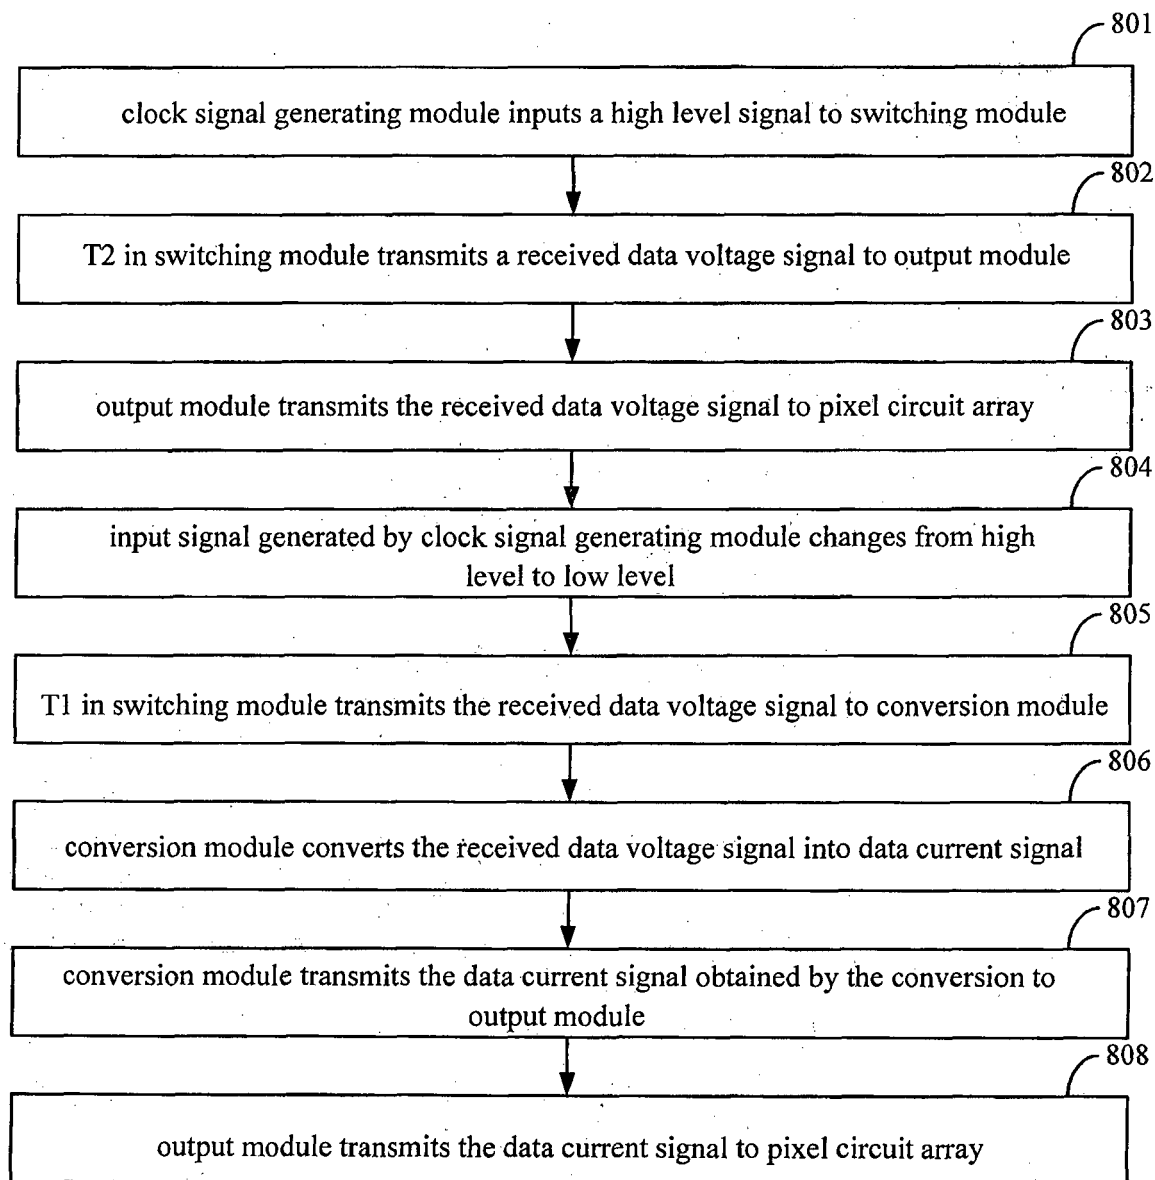 801
clock signal generating module inputs a high level signal to switching module
802
T2 in switching module transmits a received data voltage signal to output module
803
output module transmits the received data voltage signal to pixel circuit array
804
input signal generated by clock signal generating module changes from high
level to low level
805
T1 in switching module transmits the received data voltage signal to conversion module
806
conversion module converts the received data voltage signal into data current signal
807
conversion module transmits the data current signal obtained by the conversion to
output module
808
output module transmits the data current signal to pixel circuit array